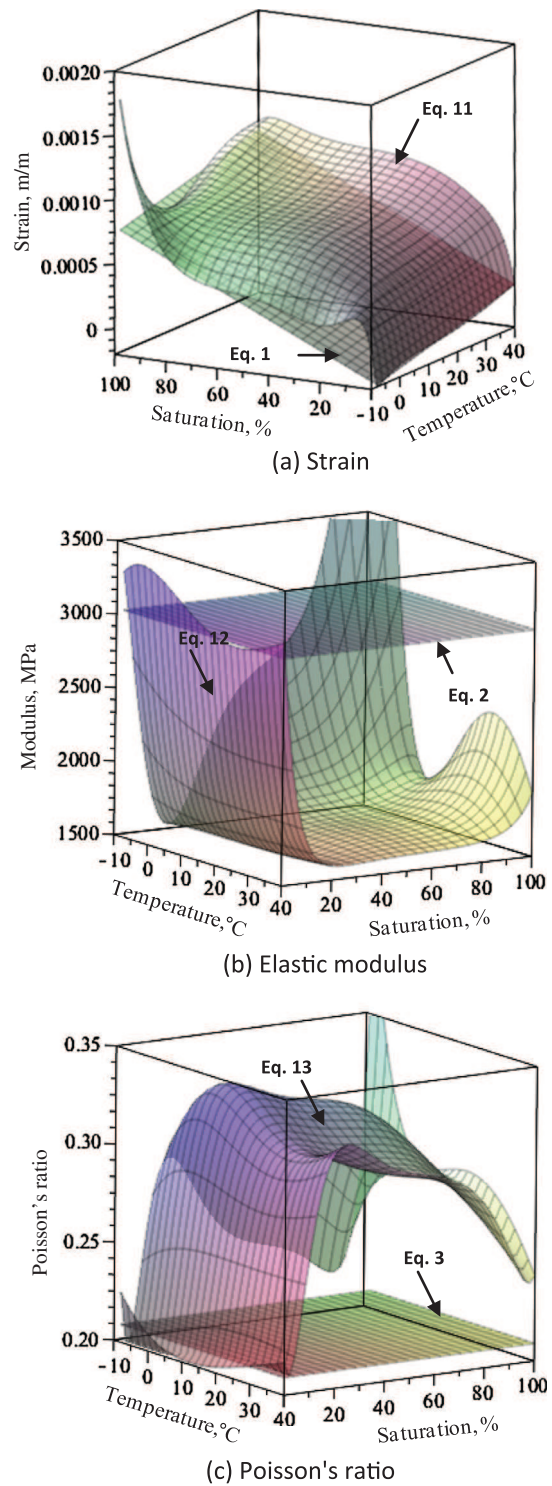 0.0020
0.0015
0.0010
0.0005
0
Strain, m/m
Eq. 11
Eq. 1
100 80 60 40 20
-10 0 10 20 30 40
Saturation, %
Temperature,°C
(a) Strain
3500
3000
2500
2000
1500
Modulus, MPa
Eq. 12
Eq. 2
-10 0 10 20 30 40
20 40 60 80 100
Temperature,°C
Saturation, %
(b) Elastic modulus
0.35
0.30
0.25
0.20
Poisson's ratio
Eq. 13
Eq. 3
-10 0 10 20 30 40
20 40 60 80 100
Temperature,°C
Saturation, %
(c) Poisson's ratio